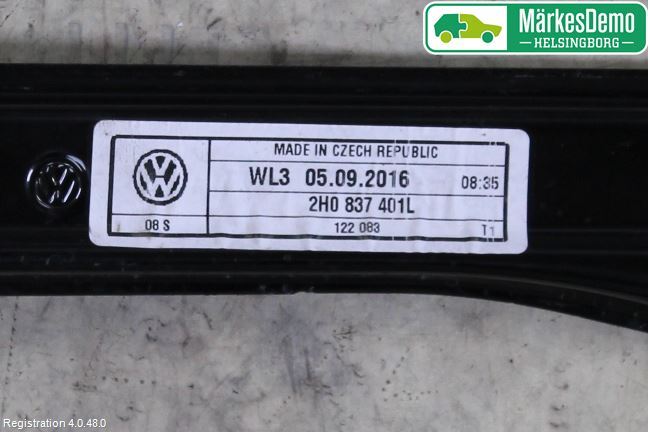 MärkesDemo
HELSINGBORG
MADE IN CZECH REPUBLIC
WL3 05.09.2016 08:35
2H0 837 401L
08 S 122 083 T1
Registration 4.0.48.0